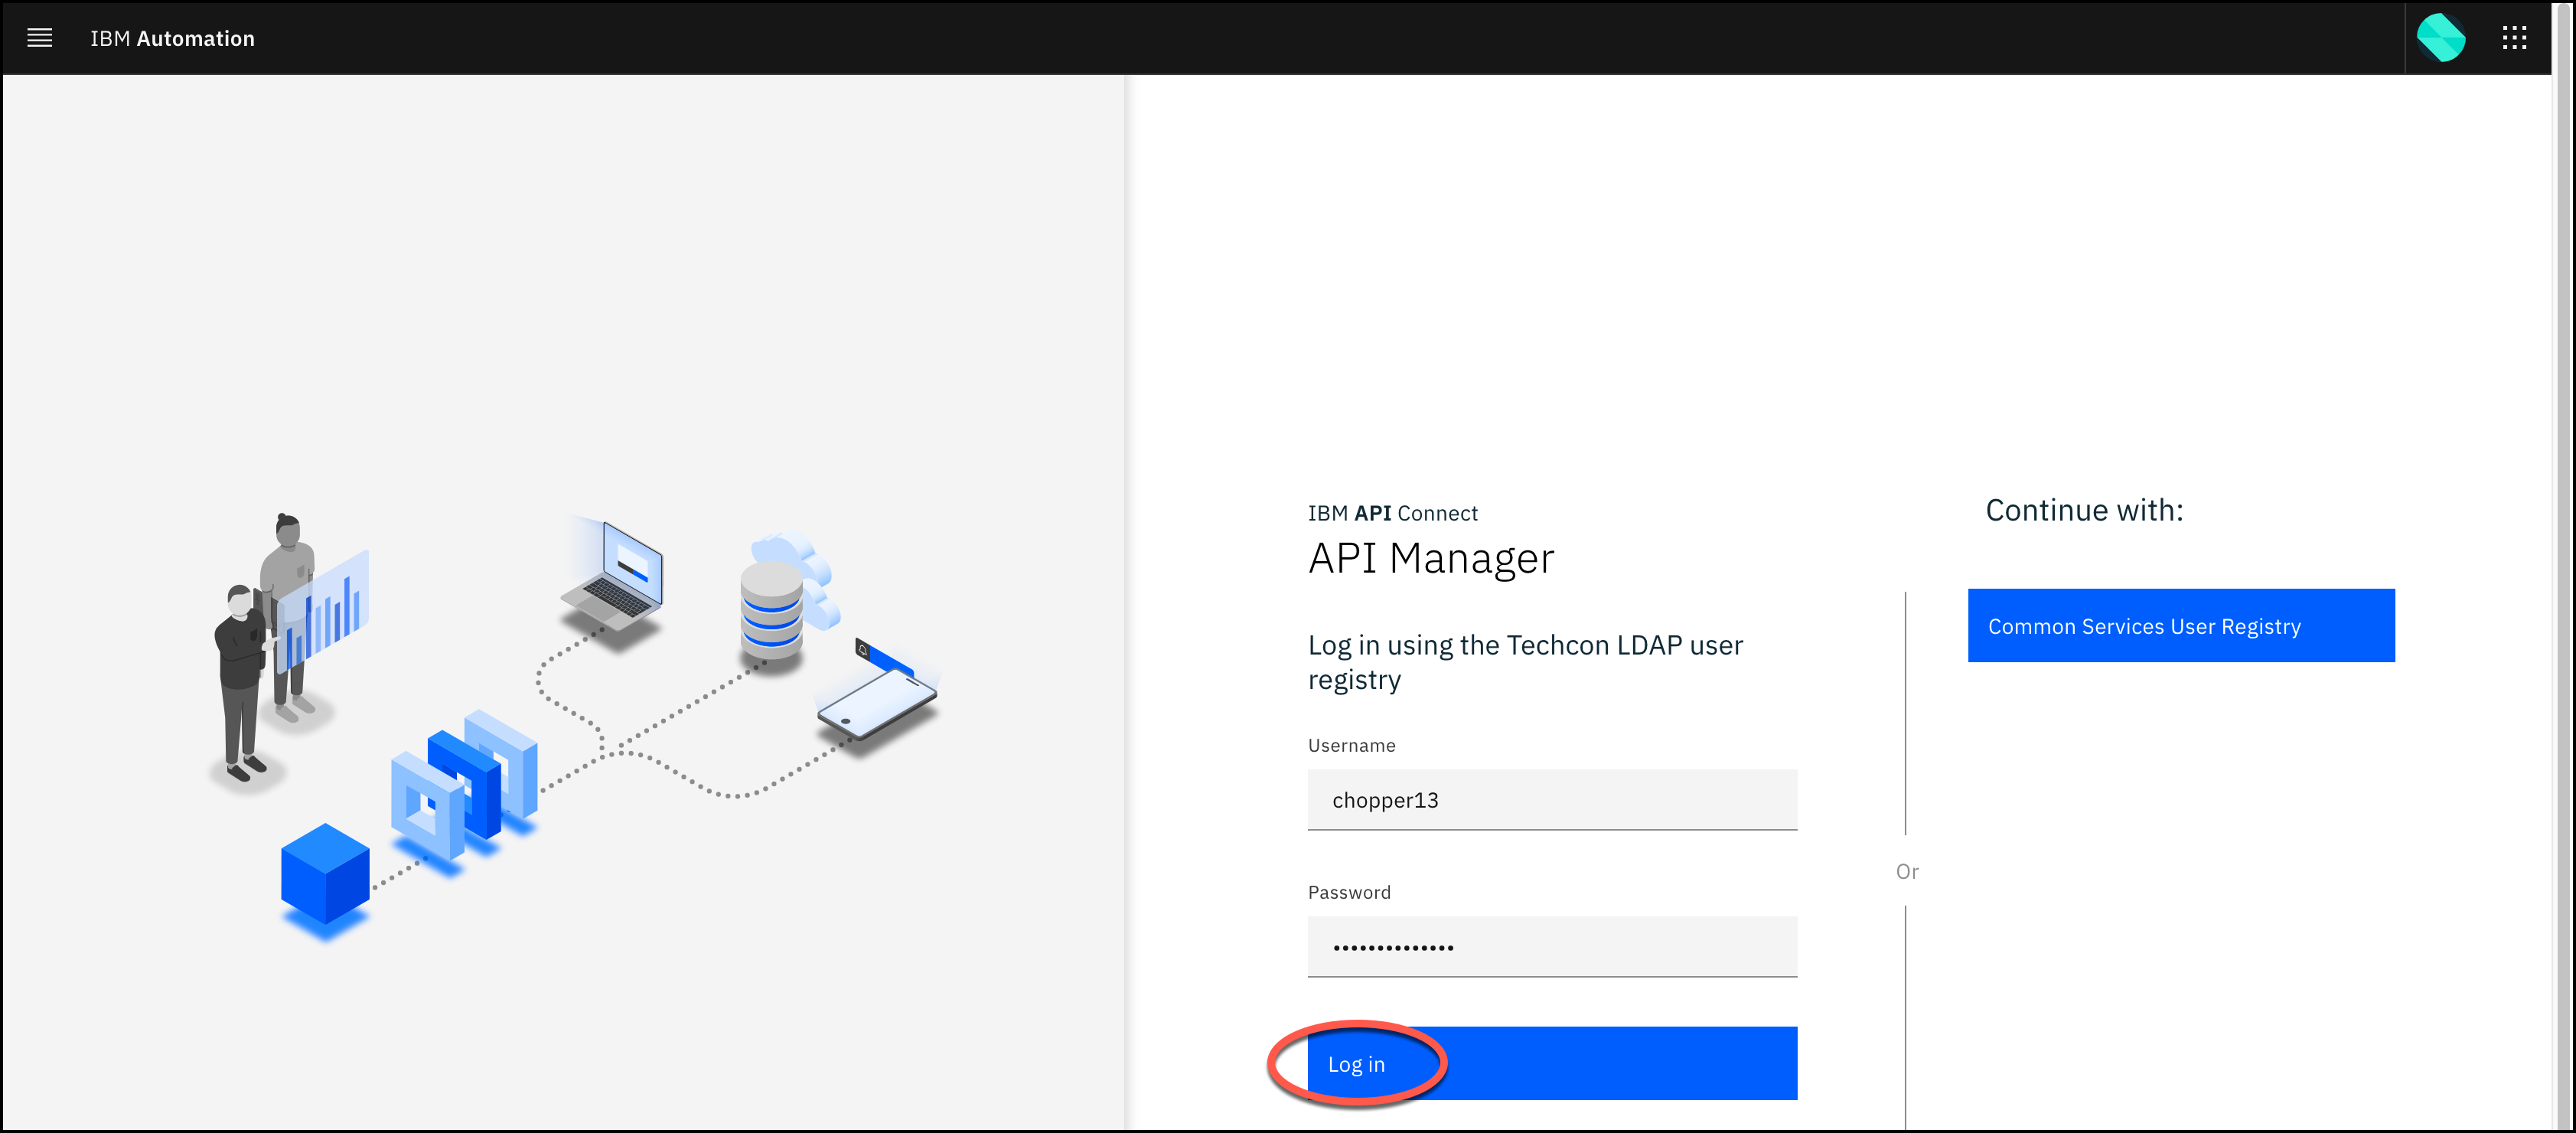 IBM Automation
IBM API Connect
API Manager
Log in using the Techcon LDAP user
registry
Username
chopper13
Password
••••••••••••••
Log in
Or
Continue with:
Common Services User Registry